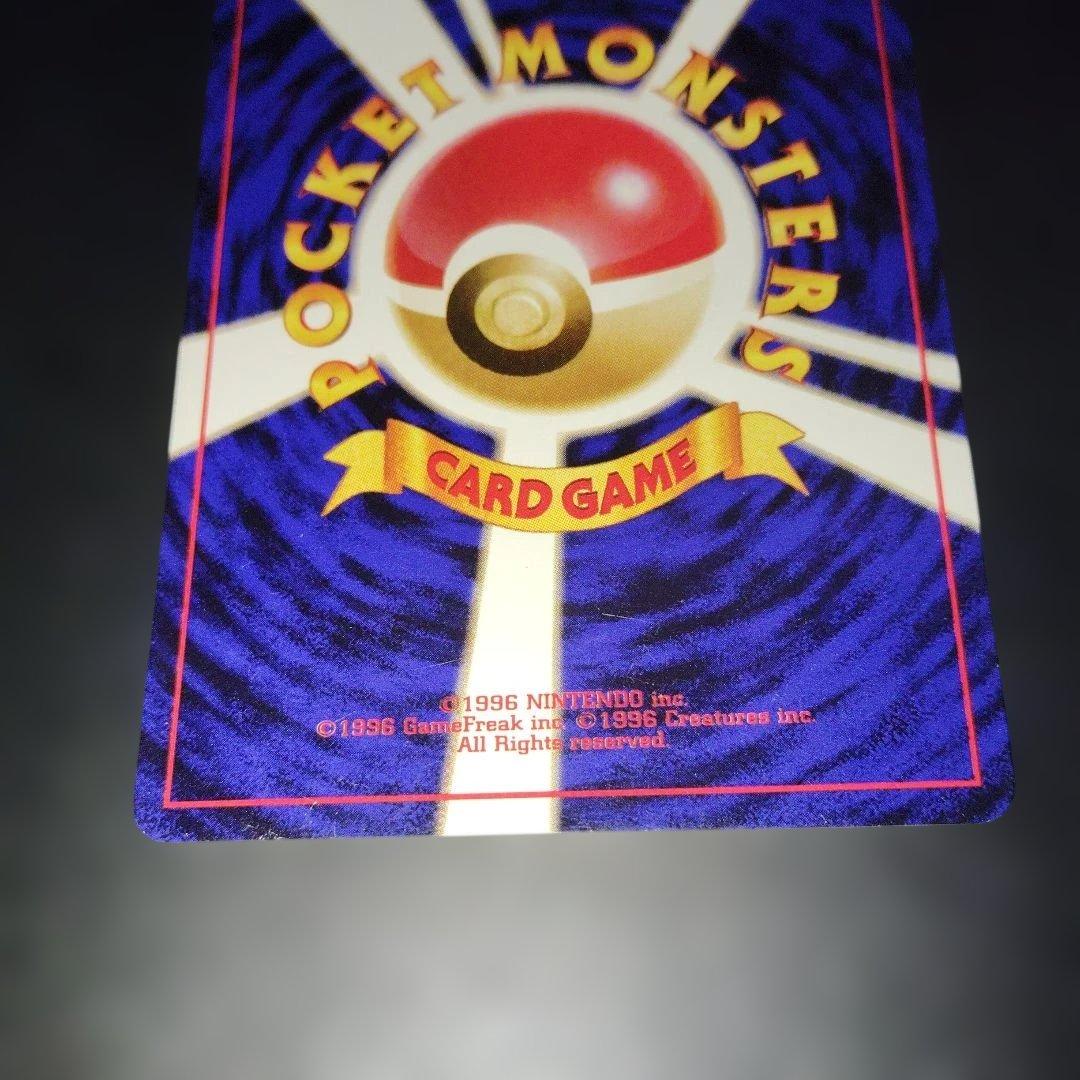 POCKET MONSTERS
CARD GAME
©1996 NINTENDO inc.
©1996 GameFreak inc. ©1996 Creatures inc.
All Rights reserved.